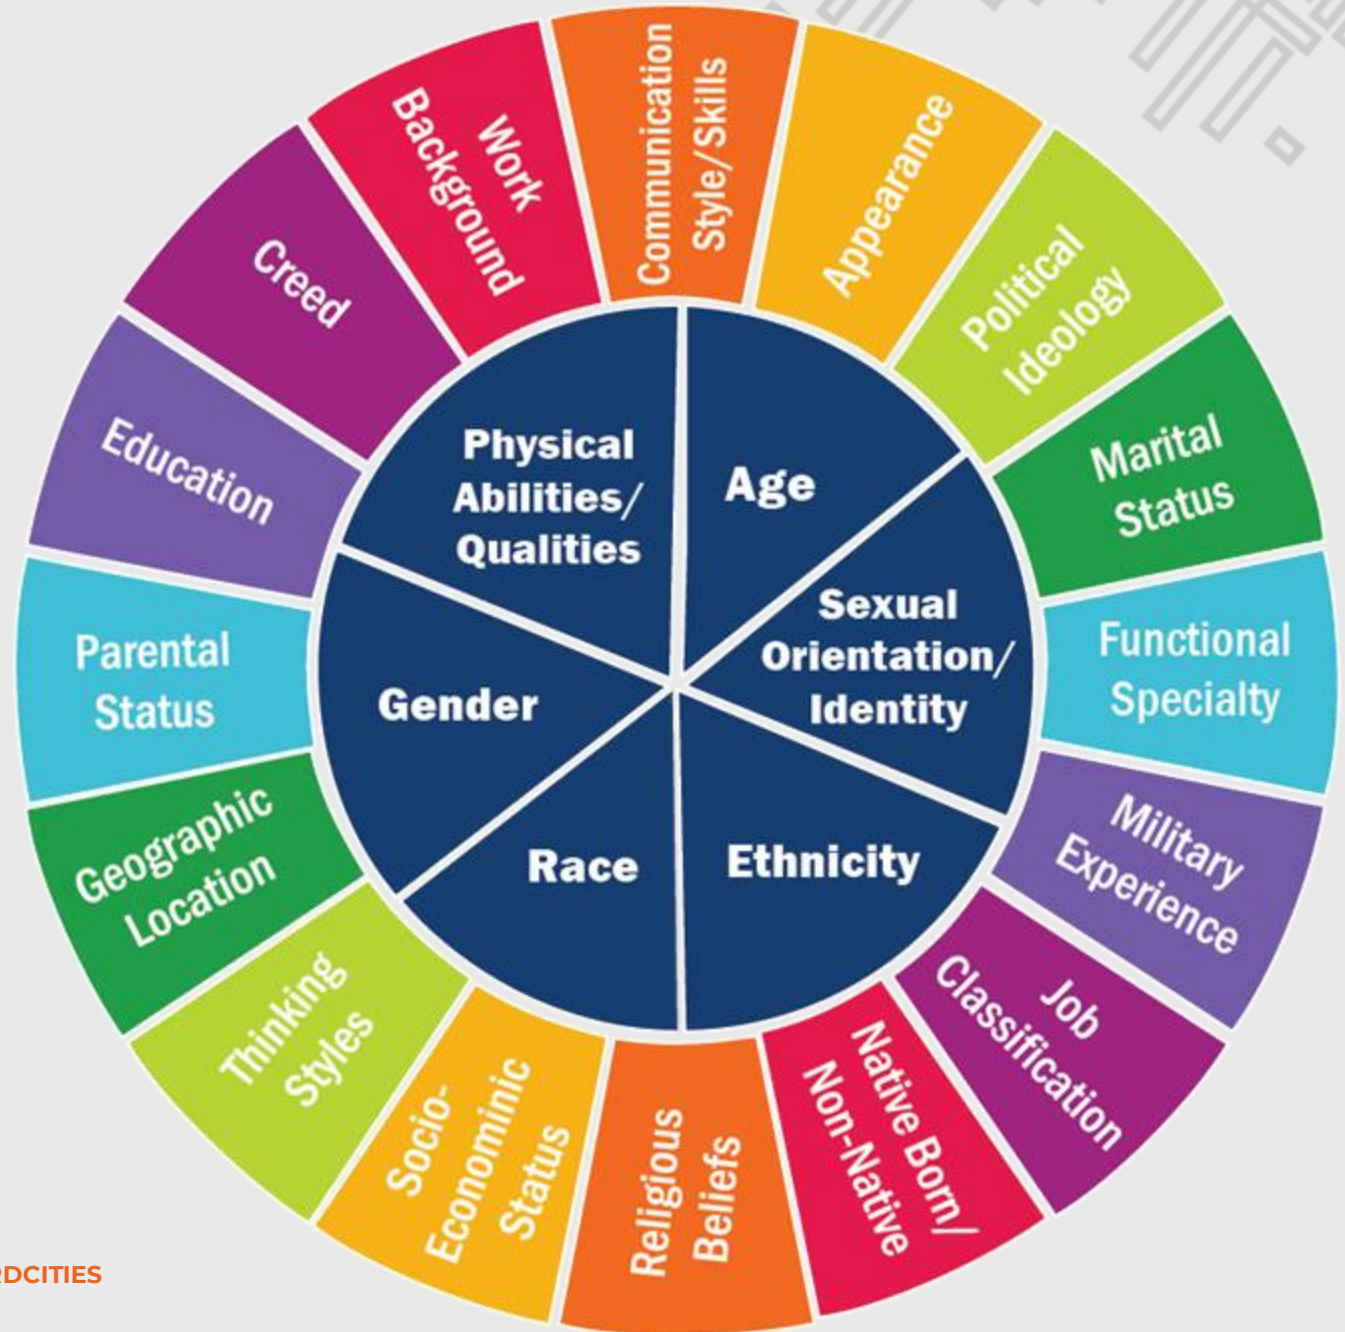 Communication
Style/Skills
Appearance
Political
Ideology
Marital
Status
Functional
Specialty
Military
Experience
Job
Classification
Native Born/
Non-Native
Religious
Beliefs
Socio-
Econominic
Status
Thinking
Styles
Geographic
Location
Parental
Status
Education
Creed
Work
Background
Physical
Abilities/
Qualities
Age
Sexual
Orientation/
Identity
Ethnicity
Race
Gender
RDCITIES